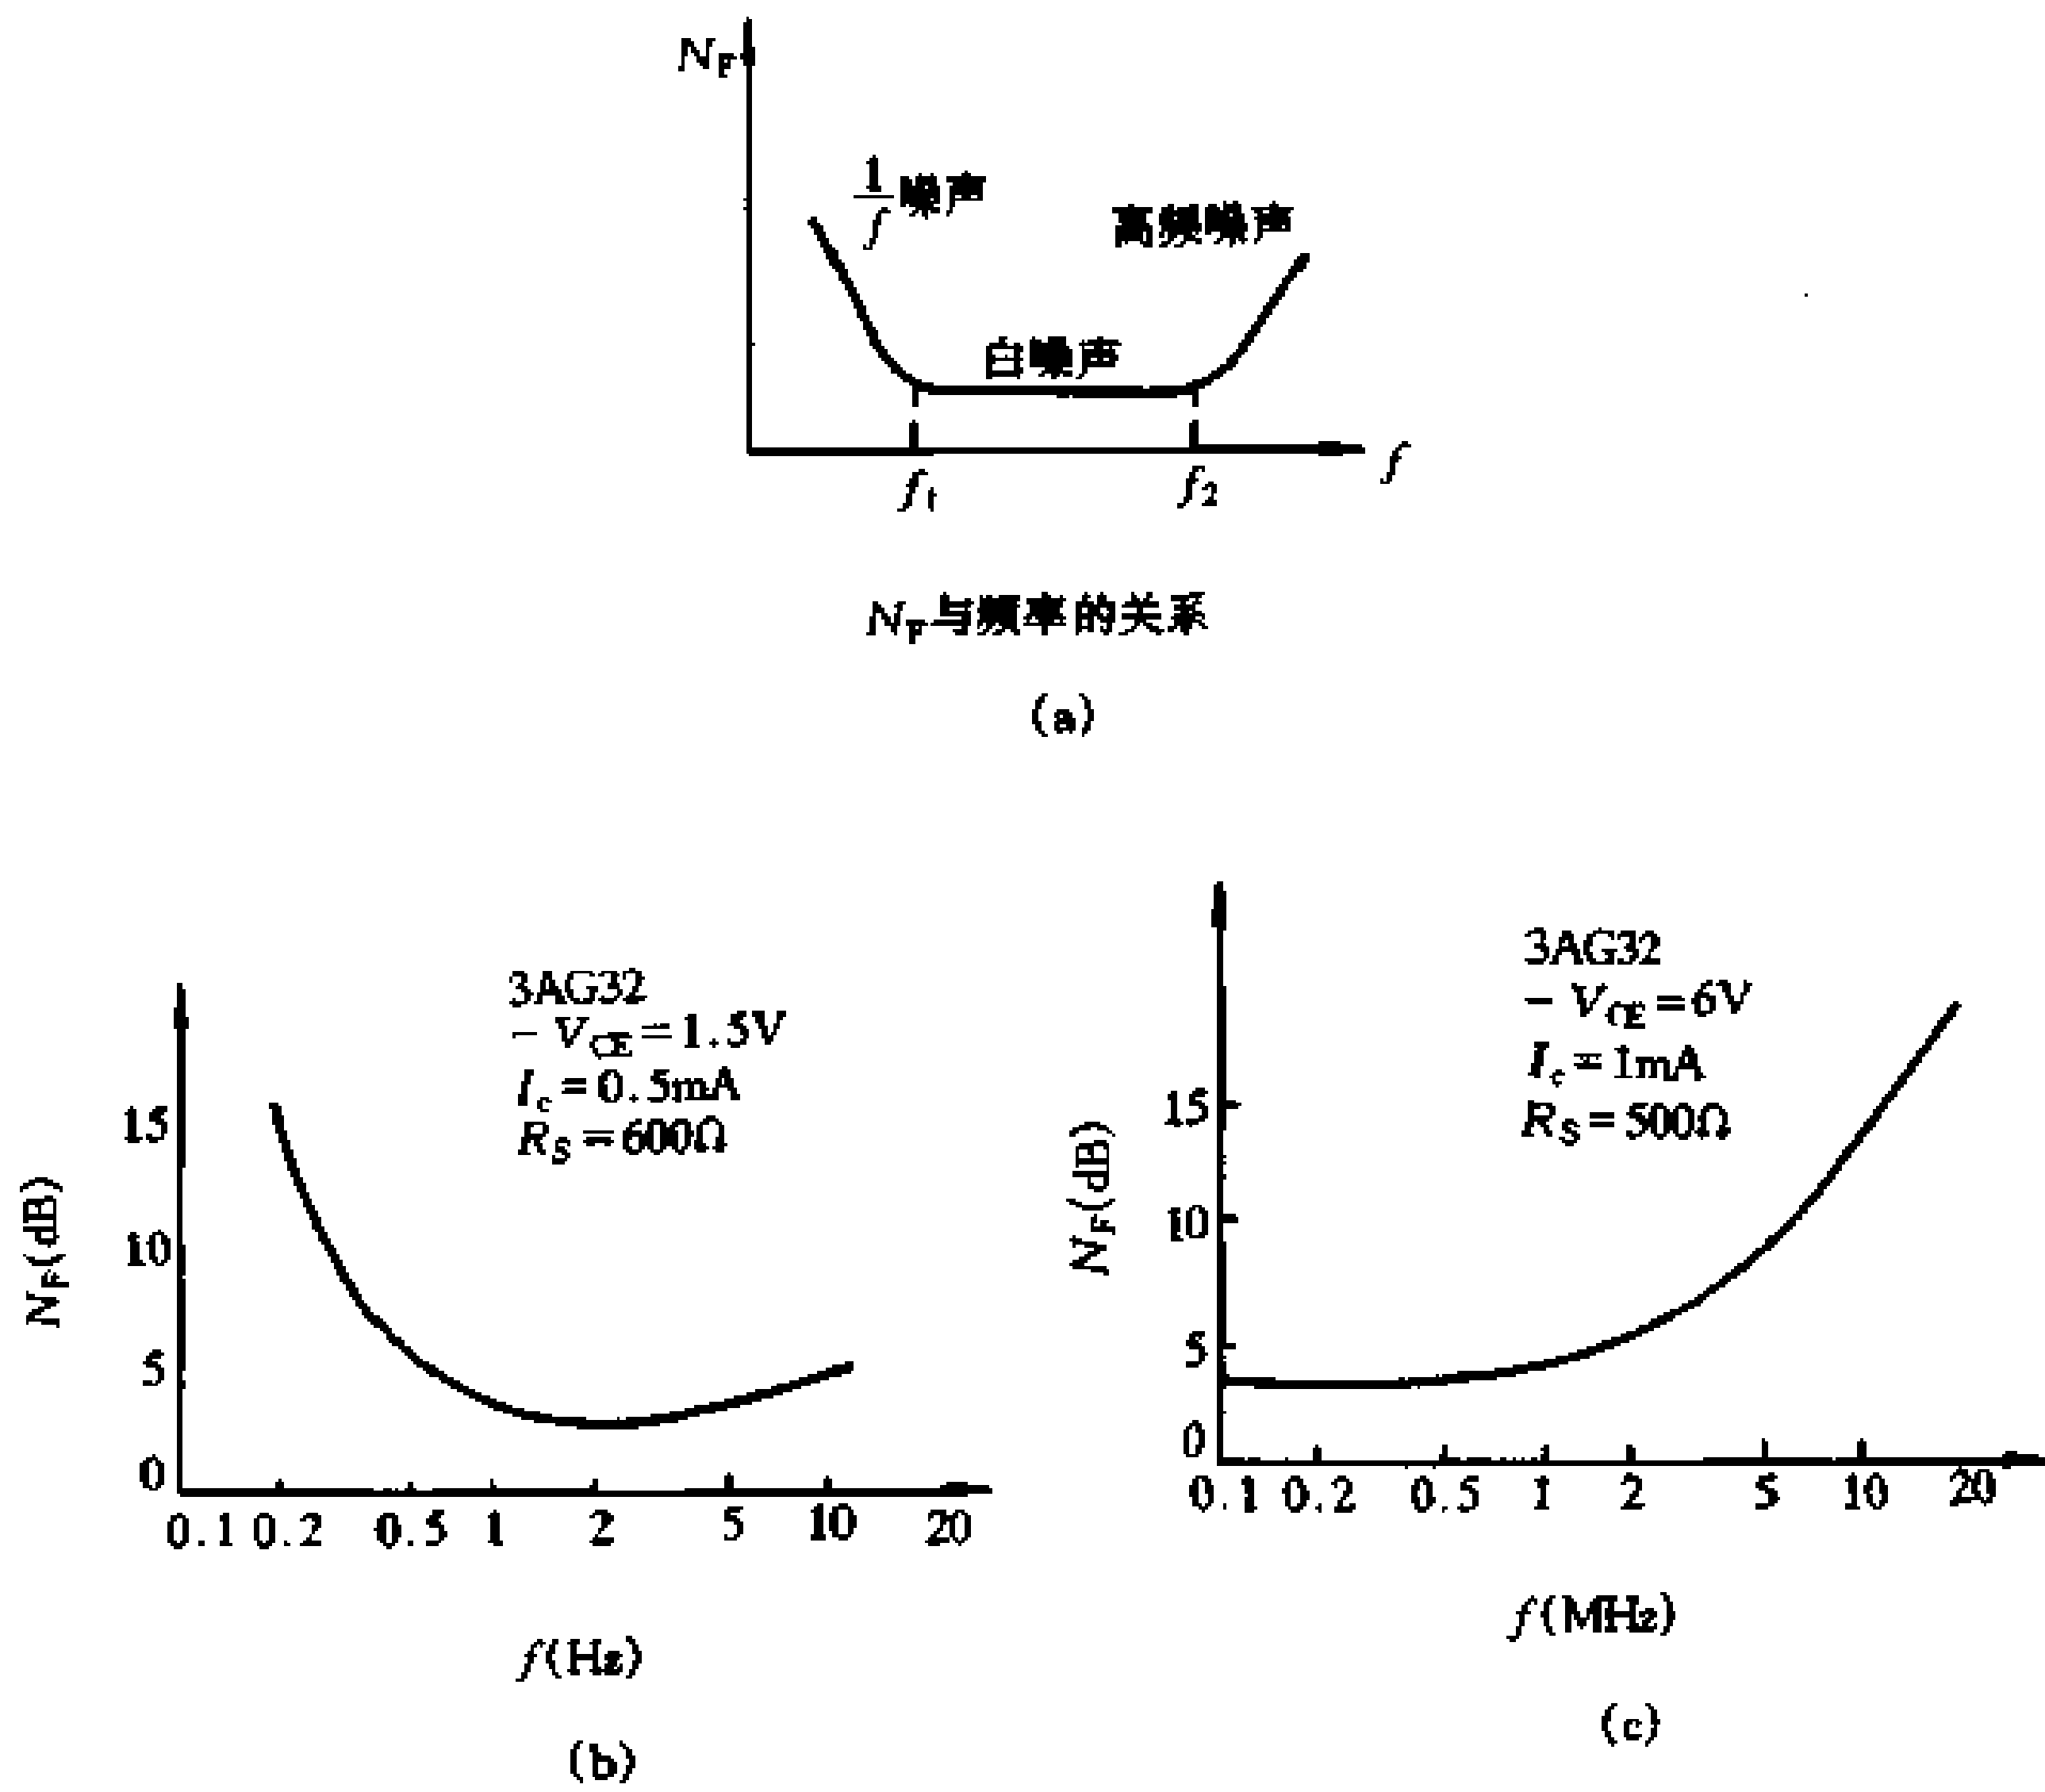 N_F
1/f 噪声
高频噪声
白噪声
f
f_1
f_2
N_F与频率的关系
(a)
3AG32
- V_CE = 1.5V
I_c = 0.5mA
R_S = 600Ω
15
10
5
0
N_F(dB)
0.1 0.2 0.5 1 2 5 10 20
f(Hz)
(b)
3AG32
- V_CE = 6V
I_c = 1mA
R_S = 500Ω
15
10
5
0
N_F(dB)
0.1 0.2 0.5 1 2 5 10 20
f(MHz)
(c)